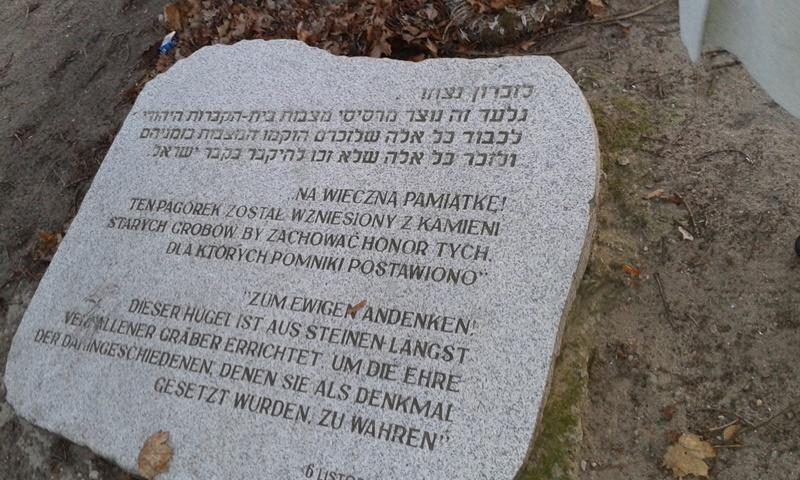 לזכרון נצחי
גלעד זה נוצר מרסיסי מצבות בית-הקברות היהודי
לכבוד כל אלה שלזכרם הוקמו המצבות בזמניהם
ולזכר כל אלה שלא זכו להיקבר בקבר ישראל
NA WIECZNĄ PAMIĄTKĘ!
TEN PAGÓREK ZOSTAŁ WZNIESIONY Z KAMIENI
STARYCH GROBÓW, BY ZACHOWAĆ HONOR TYCH,
DLA KTÓRYCH POMNIKI POSTAWIONO"
"ZUM EWIGEN ANDENKEN!
DIESER HÜGEL IST AUS STEINEN LÄNGST
VERFALLENER GRÄBER ERRICHTET, UM DIE EHRE
DER DAHINGESCHIEDENEN, DENEN SIE ALS DENKMAL
GESETZT WURDEN, ZU WAHREN"
6